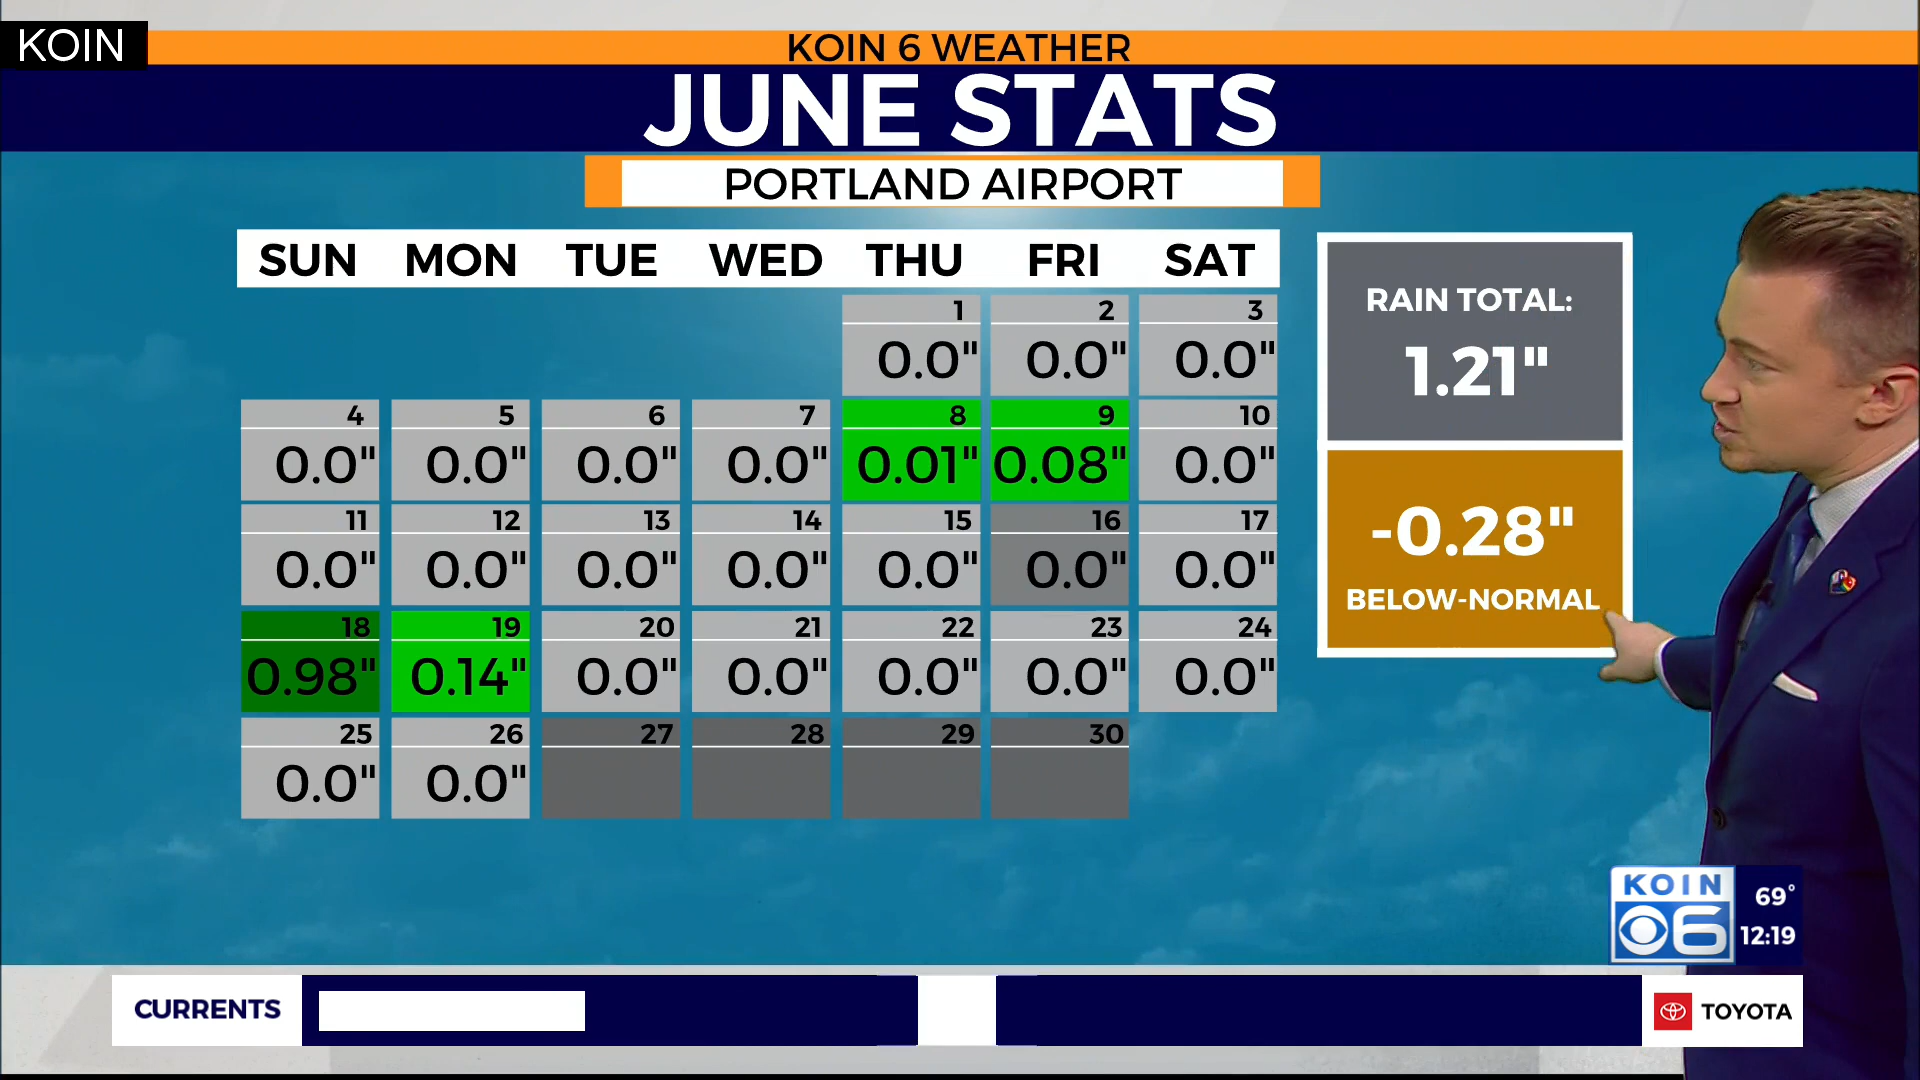 KOIN
KOIN 6 WEATHER
JUNE STATS
PORTLAND AIRPORT
SUN MON TUE WED THU FRI SAT
1 2 3
0.0" 0.0" 0.0"
4 5 6 7 8 9 10
0.0" 0.0" 0.0" 0.0" 0.01" 0.08" 0.0"
11 12 13 14 15 16 17
0.0" 0.0" 0.0" 0.0" 0.0" 0.0" 0.0"
18 19 20 21 22 23 24
0.98" 0.14" 0.0" 0.0" 0.0" 0.0" 0.0"
25 26 27 28 29 30
0.0" 0.0"
RAIN TOTAL:
1.21"
-0.28"
BELOW-NORMAL
KOIN
6
69°
12:19
CURRENTS
TOYOTA